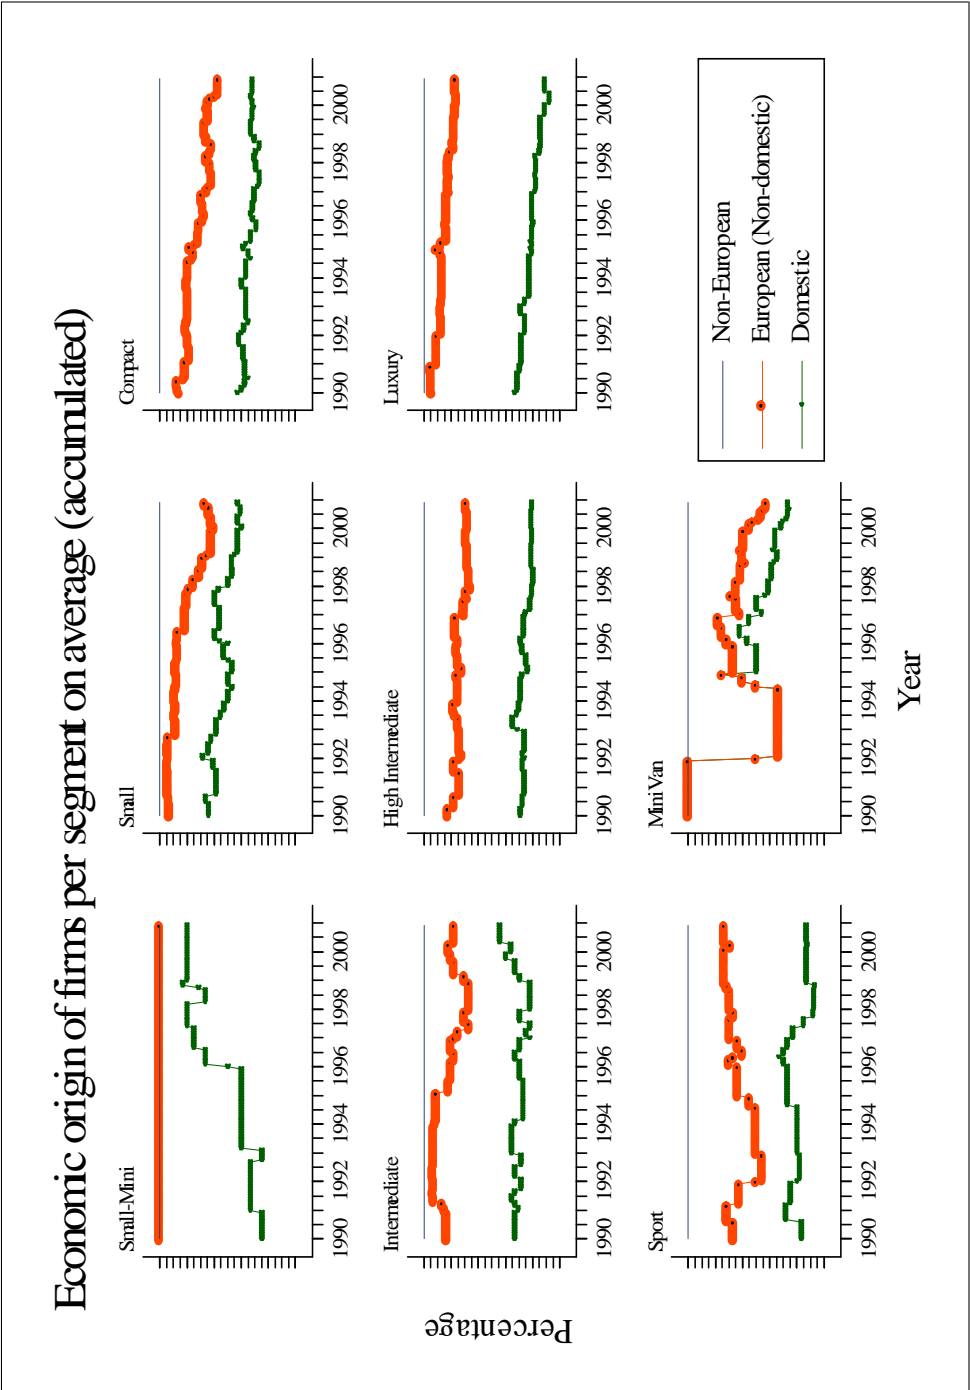 Economic origin of firms per segment on average (accumulated)
Small-Mini
Small
Compact
1990 1992 1994 1996 1998 2000
1990 1992 1994 1996 1998 2000
1990 1992 1994 1996 1998 2000
Intermediate
High Intermediate
Luxury
1990 1992 1994 1996 1998 2000
1990 1992 1994 1996 1998 2000
1990 1992 1994 1996 1998 2000
Sport
Mini Van
1990 1992 1994 1996 1998 2000
1990 1992 1994 1996 1998 2000
Non-European
European (Non-domestic)
Domestic
Percentage
Year